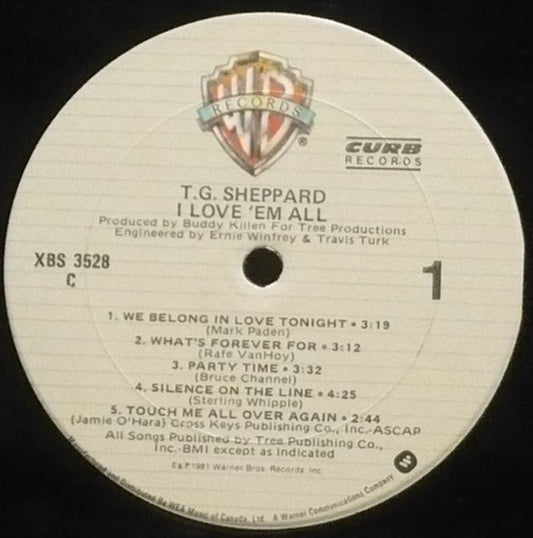 WB
RECORDS
®
CURB
RECORDS
T.G. SHEPPARD
I LOVE 'EM ALL
Produced by Buddy Killen For Tree Productions
Engineered by Ernie Winfrey & Travis Turk
XBS 3528
C
1
1. WE BELONG IN LOVE TONIGHT • 3:19
(Mark Paden)
2. WHAT'S FOREVER FOR • 3:12
(Rafe VanHoy)
3. PARTY TIME • 3:32
(Bruce Channel)
4. SILENCE ON THE LINE • 4:25
(Sterling Whipple)
5. TOUCH ME ALL OVER AGAIN • 2:44
(Jamie O'Hara) Cross Keys Publishing Co., Inc.-ASCAP
All Songs Published by Tree Publishing Co.,
Inc.-BMI except as indicated
© & ℗ 1981 Warner Bros. Records Inc.
Manufactured and Distributed By WEA Music of Canada, Ltd. A Warner Communications Company